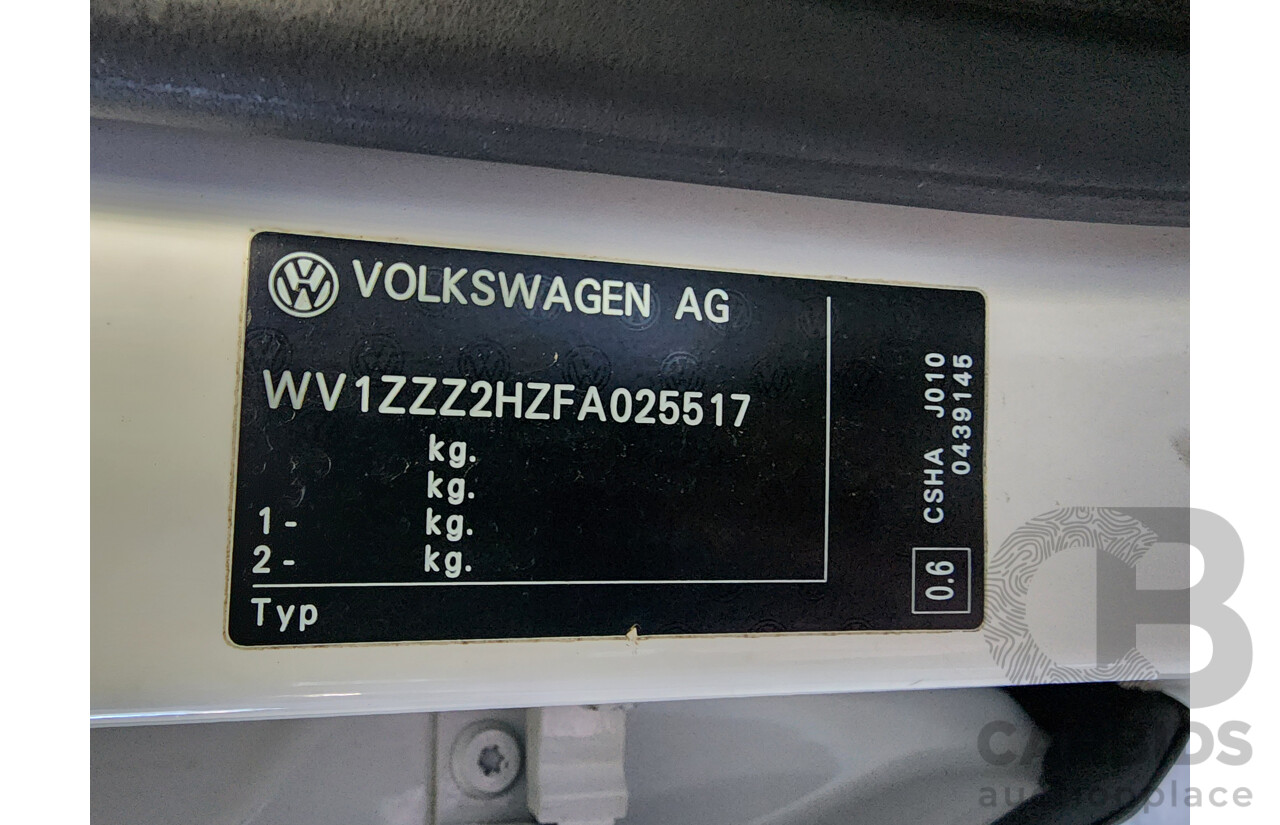 VOLKSWAGEN AG
WV1ZZZ2HZFA025517
kg.
kg.
1- kg.
2- kg.
Typ
CSHA J010
0439145
0.6